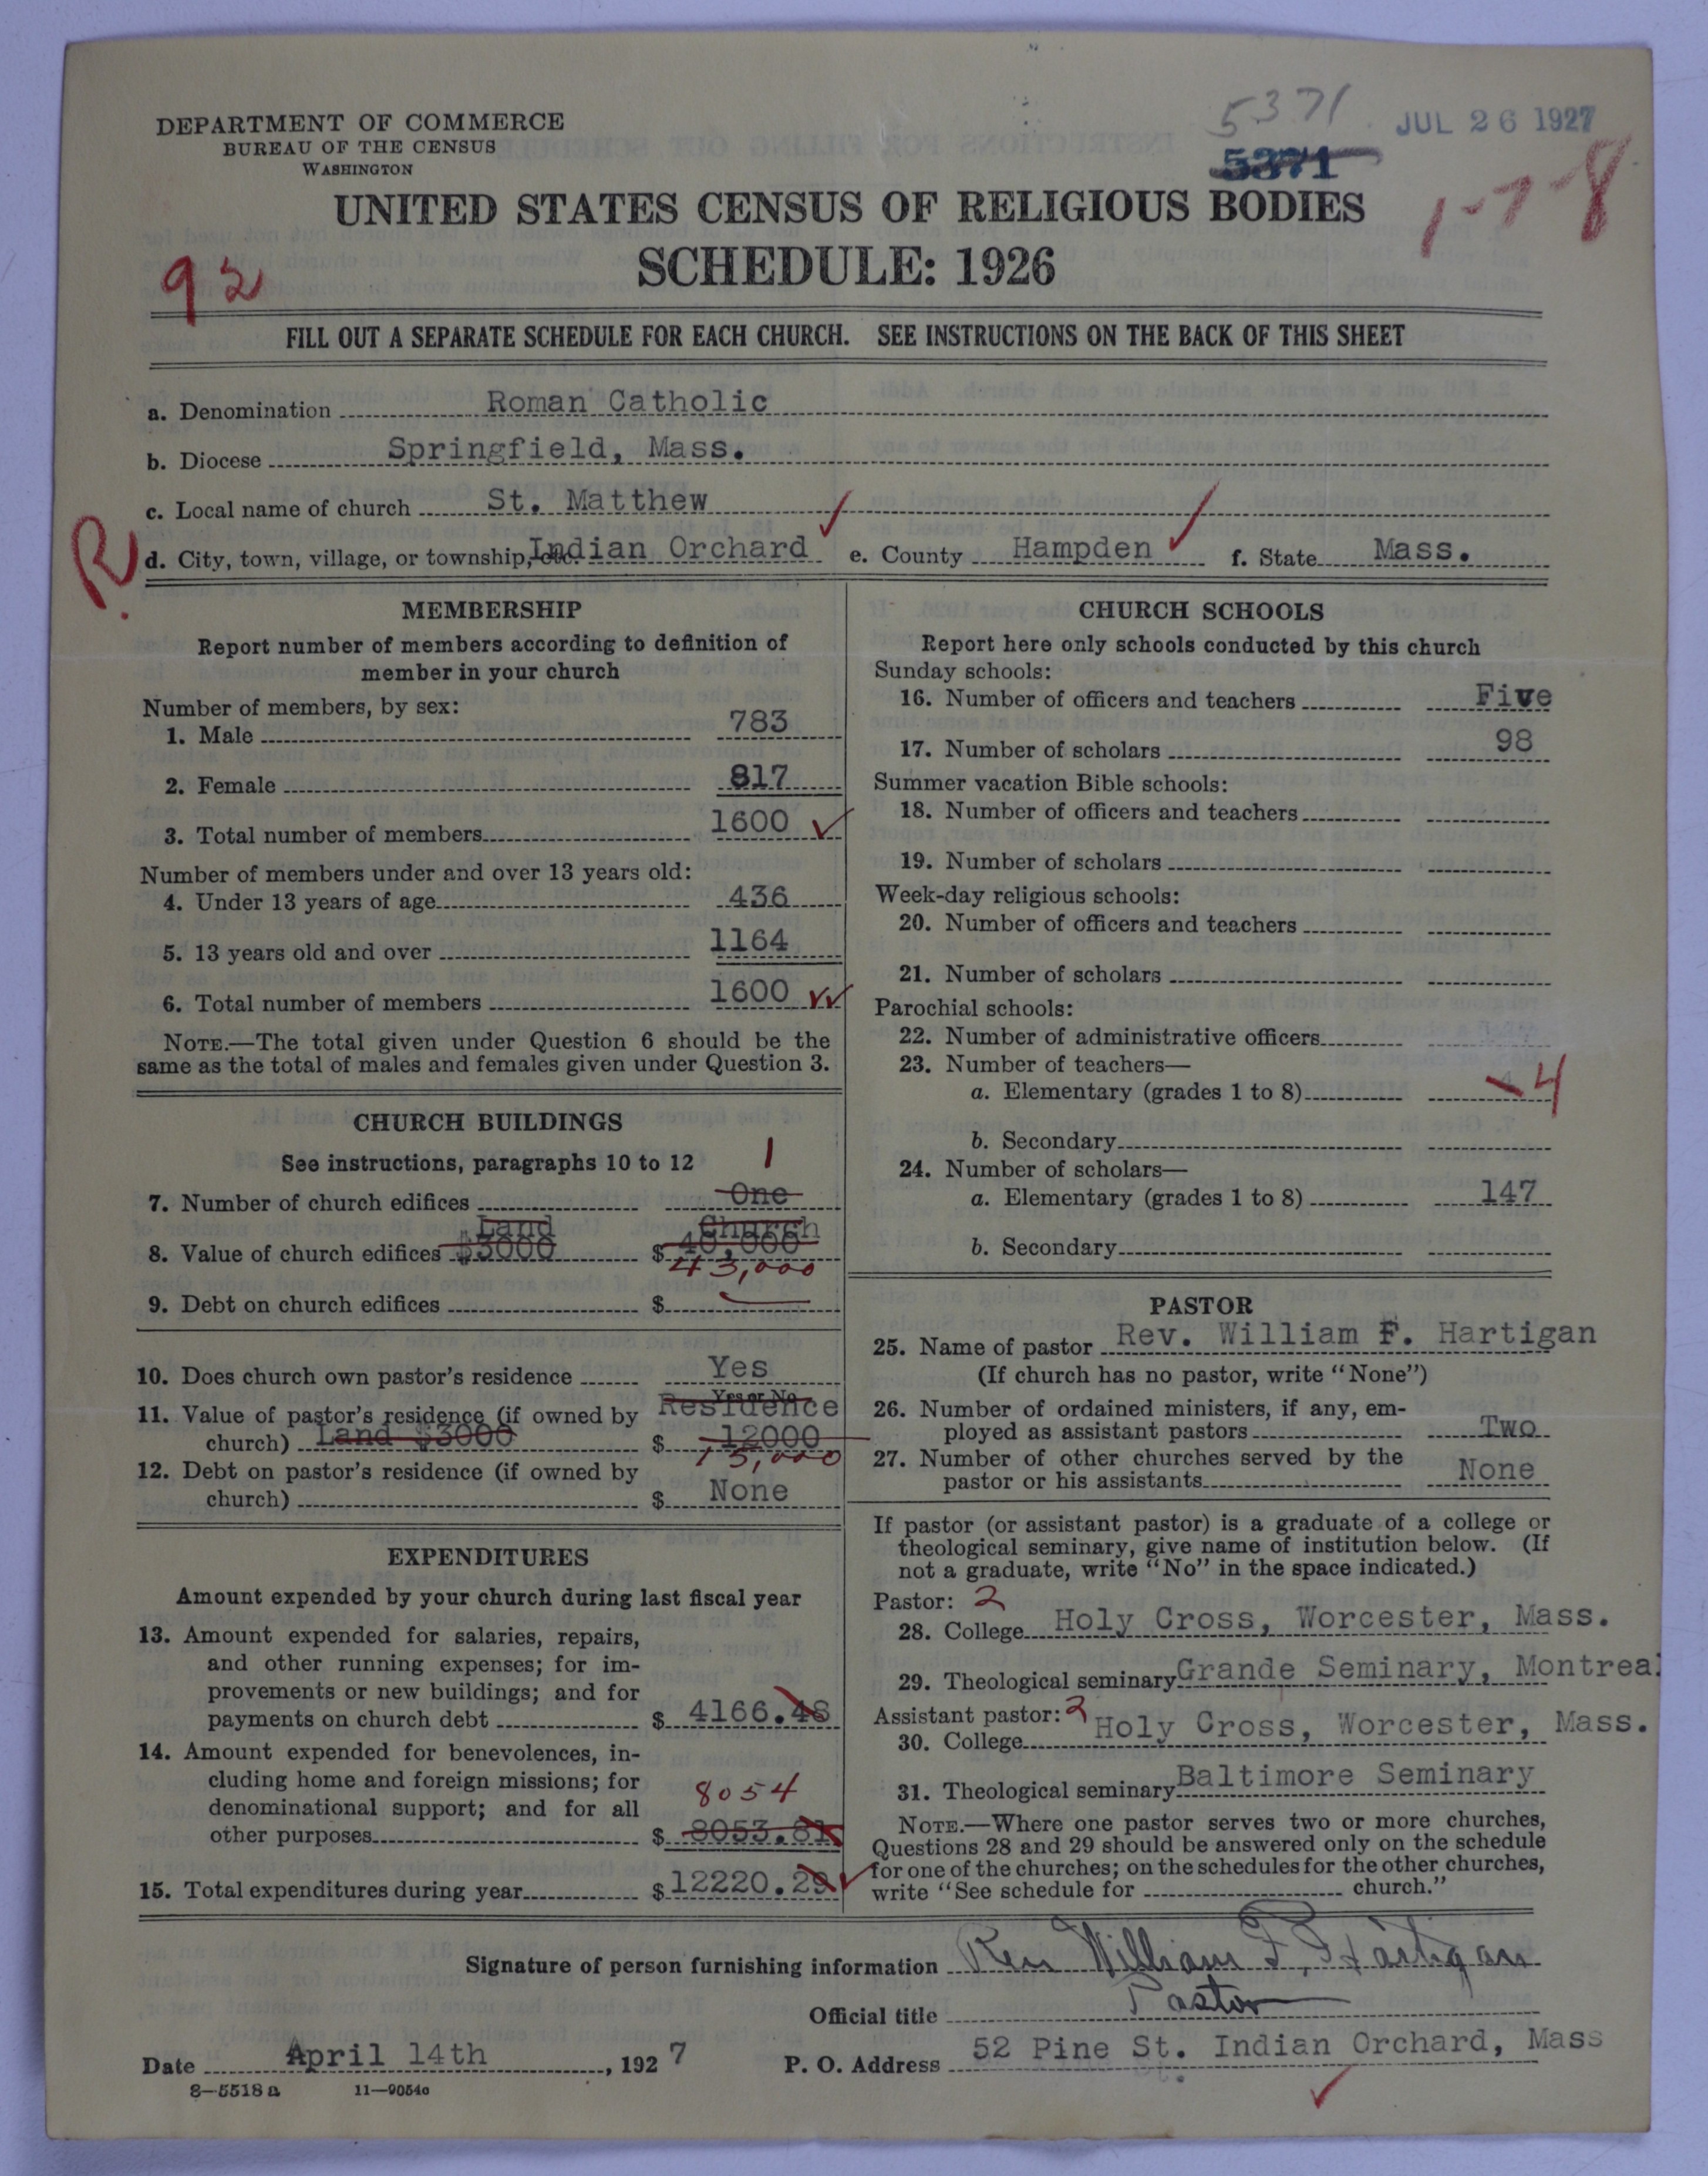 DEPARTMENT OF COMMERCE
BUREAU OF THE CENSUS
WASHINGTON
5371
5371
JUL 26 1927
1-7-8
UNITED STATES CENSUS OF RELIGIOUS BODIES
SCHEDULE: 1926
92
FILL OUT A SEPARATE SCHEDULE FOR EACH CHURCH. SEE INSTRUCTIONS ON THE BACK OF THIS SHEET
a. Denomination Roman Catholic
b. Diocese Springfield, Mass.
c. Local name of church St. Matthew
R
d. City, town, village, or township, etc. Indian Orchard e. County Hampden f. State Mass.
MEMBERSHIP
Report number of members according to definition of
member in your church
Number of members, by sex:
1. Male 783
2. Female 817
3. Total number of members 1600
Number of members under and over 13 years old:
4. Under 13 years of age 436
5. 13 years old and over 1164
6. Total number of members 1600
NOTE.—The total given under Question 6 should be the
same as the total of males and females given under Question 3.
CHURCH BUILDINGS
See instructions, paragraphs 10 to 12
1
7. Number of church edifices One
Land Church
8. Value of church edifices $3000 $ 40,000
43,000
9. Debt on church edifices $ —
10. Does church own pastor's residence Yes
Yes or No
11. Value of pastor's residence (if owned by Residence
church) Land $3000 $ 12000
15,000
12. Debt on pastor's residence (if owned by
church) $ None
EXPENDITURES
Amount expended by your church during last fiscal year
13. Amount expended for salaries, repairs,
and other running expenses; for im-
provements or new buildings; and for
payments on church debt $ 4166.48
14. Amount expended for benevolences, in-
cluding home and foreign missions; for
denominational support; and for all
8054
other purposes $ 8053.81
15. Total expenditures during year $ 12220.29
CHURCH SCHOOLS
Report here only schools conducted by this church
Sunday schools:
16. Number of officers and teachers Five
17. Number of scholars 98
Summer vacation Bible schools:
18. Number of officers and teachers
19. Number of scholars
Week-day religious schools:
20. Number of officers and teachers
21. Number of scholars
Parochial schools:
22. Number of administrative officers
23. Number of teachers—
a. Elementary (grades 1 to 8) 4
b. Secondary
24. Number of scholars—
a. Elementary (grades 1 to 8) 147
b. Secondary
PASTOR
25. Name of pastor Rev. William F. Hartigan
(If church has no pastor, write "None")
26. Number of ordained ministers, if any, em-
ployed as assistant pastors Two
27. Number of other churches served by the
pastor or his assistants None
If pastor (or assistant pastor) is a graduate of a college or
theological seminary, give name of institution below. (If
not a graduate, write "No" in the space indicated.)
Pastor: 2
28. College Holy Cross, Worcester, Mass.
29. Theological seminary Grande Seminary, Montreal
Assistant pastor: 2
30. College Holy Cross, Worcester, Mass.
31. Theological seminary Baltimore Seminary
NOTE.—Where one pastor serves two or more churches,
Questions 28 and 29 should be answered only on the schedule
for one of the churches; on the schedules for the other churches,
write "See schedule for church."
Signature of person furnishing information Rev William F. Hartigan
Official title Pastor
Date April 14th, 1927 P. O. Address 52 Pine St. Indian Orchard, Mass
8—5518 a 11—9054a